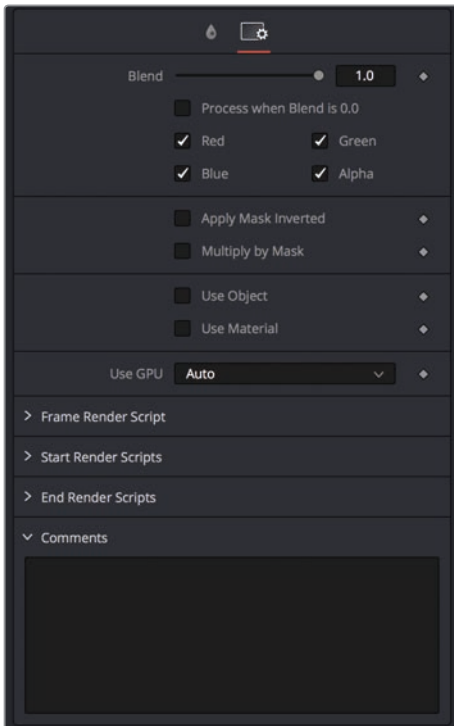 Blend 1.0
Process when Blend is 0.0
Red Green
Blue Alpha
Apply Mask Inverted
Multiply by Mask
Use Object
Use Material
Use GPU Auto
Frame Render Script
Start Render Scripts
End Render Scripts
Comments